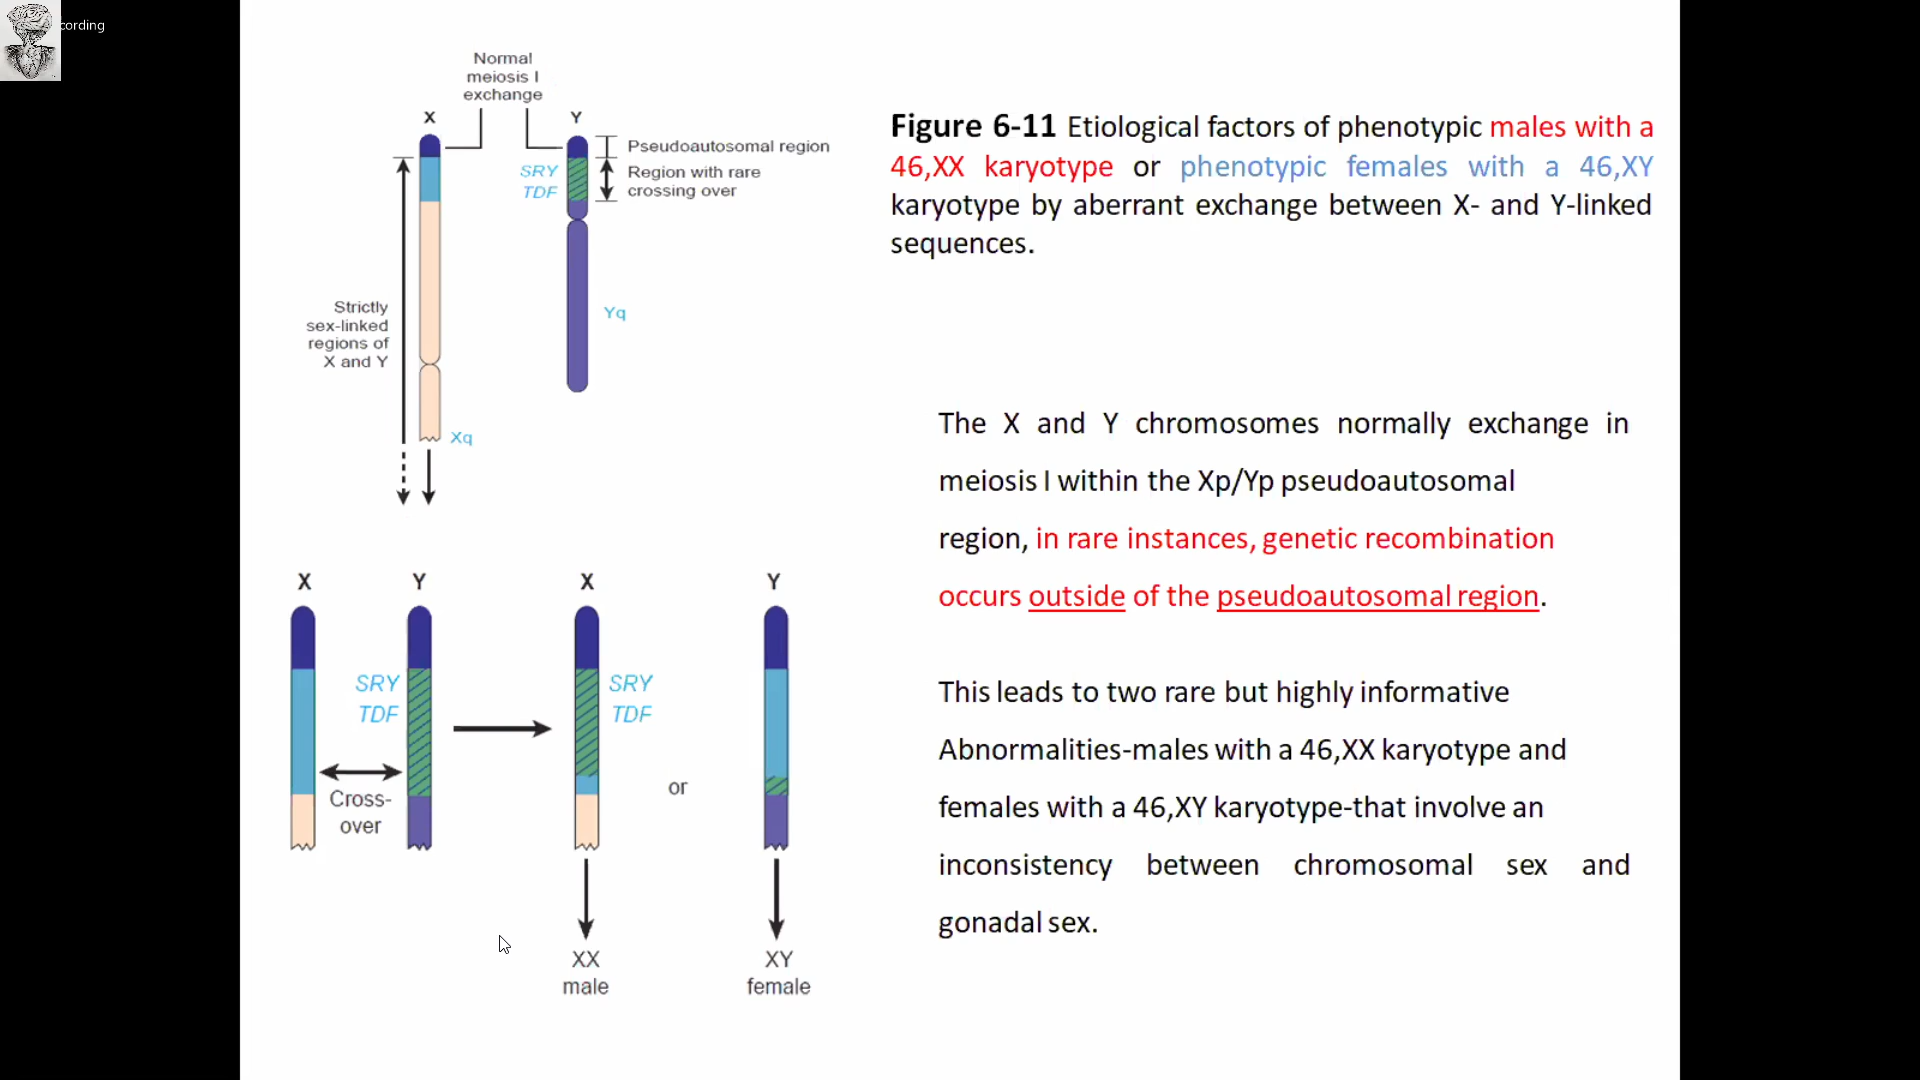 cording
Normal
meiosis I
exchange
X
Y
Pseudoautosomal region
SRY
TDF
Region with rare
crossing over
Strictly
sex-linked
regions of
X and Y
Yq
Xq
X
Y
X
Y
SRY
TDF
SRY
TDF
Cross-
over
or
XX
male
XY
female
Figure 6-11 Etiological factors of phenotypic males with a
46,XX karyotype or phenotypic females with a 46,XY
karyotype by aberrant exchange between X- and Y-linked
sequences.
The X and Y chromosomes normally exchange in
meiosis I within the Xp/Yp pseudoautosomal
region, in rare instances, genetic recombination
occurs outside of the pseudoautosomal region.
This leads to two rare but highly informative
Abnormalities-males with a 46,XX karyotype and
females with a 46,XY karyotype-that involve an
inconsistency between chromosomal sex and
gonadal sex.